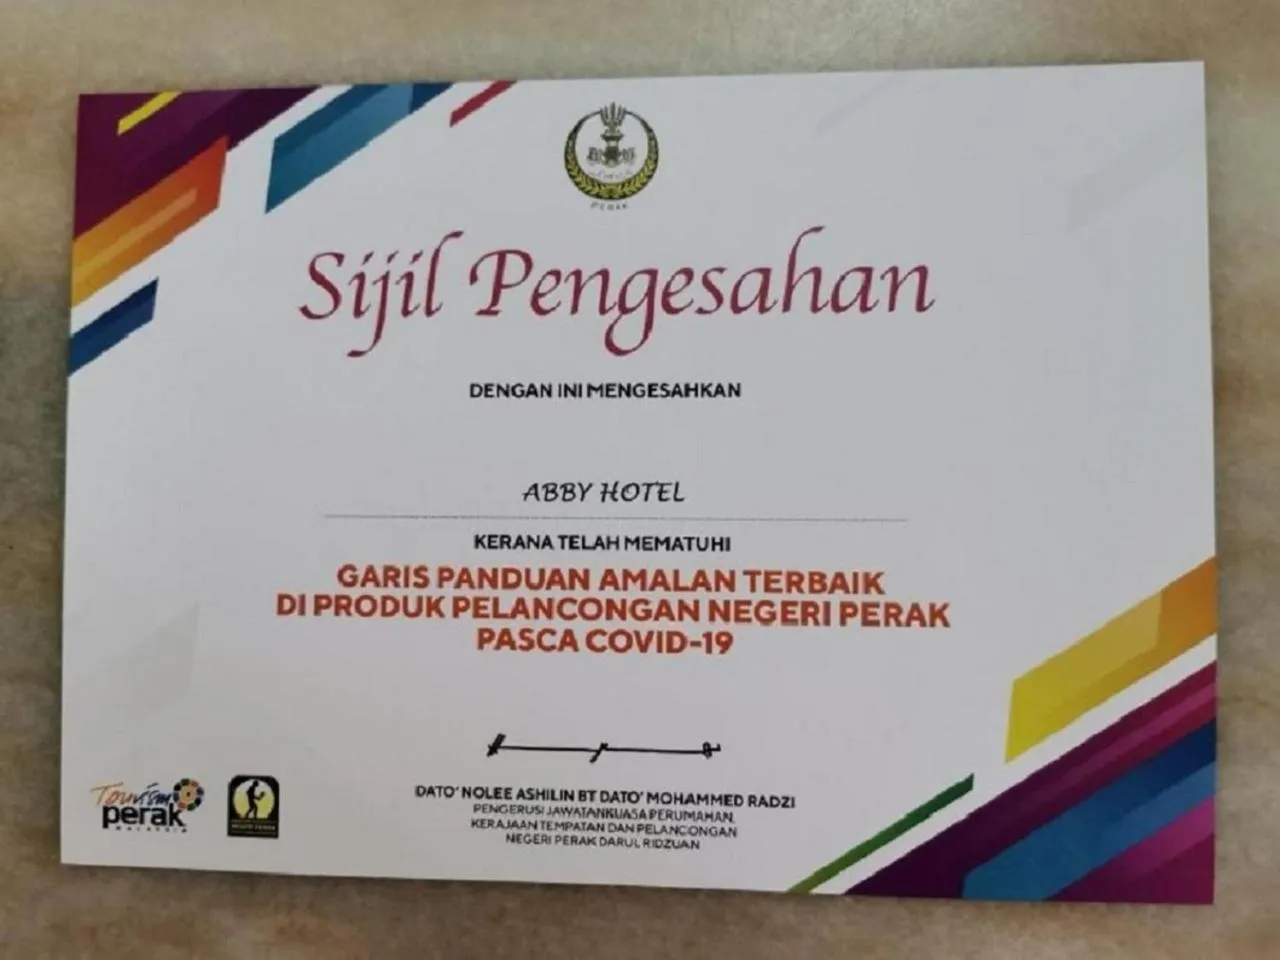 PERAK
Sijil Pengesahan
DENGAN INI MENGESAHKAN
ABBY HOTEL
KERANA TELAH MEMATUHI
GARIS PANDUAN AMALAN TERBAIK
DI PRODUK PELANCONGAN NEGERI PERAK
PASCA COVID-19
DATO' NOLEE ASHILIN BT DATO' MOHAMMED RADZI
PENGERUSI JAWATANKUASA PERUMAHAN,
KERAJAAN TEMPATAN DAN PELANCONGAN
NEGERI PERAK DARUL RIDZUAN
Tourism
perak
MALAYSIA